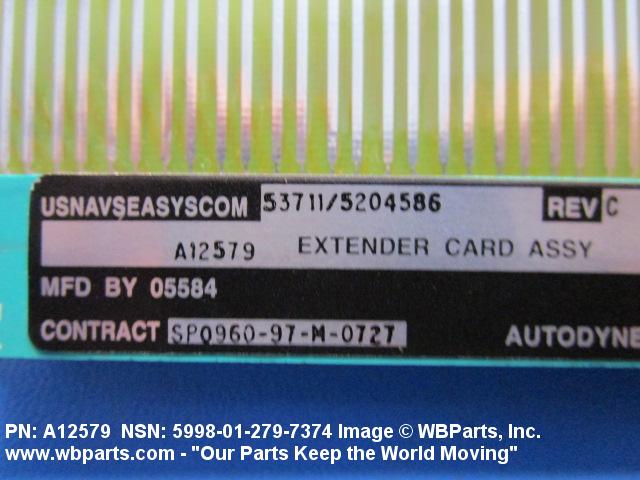 USNAVSEASYSCOM 53711/5204586 REV C
A12579 EXTENDER CARD ASSY
MFD BY 05584
CONTRACT SP0960-97-M-0727 AUTODYNE
PN: A12579 NSN: 5998-01-279-7374 Image © WBParts, Inc.
www.wbparts.com - "Our Parts Keep the World Moving"